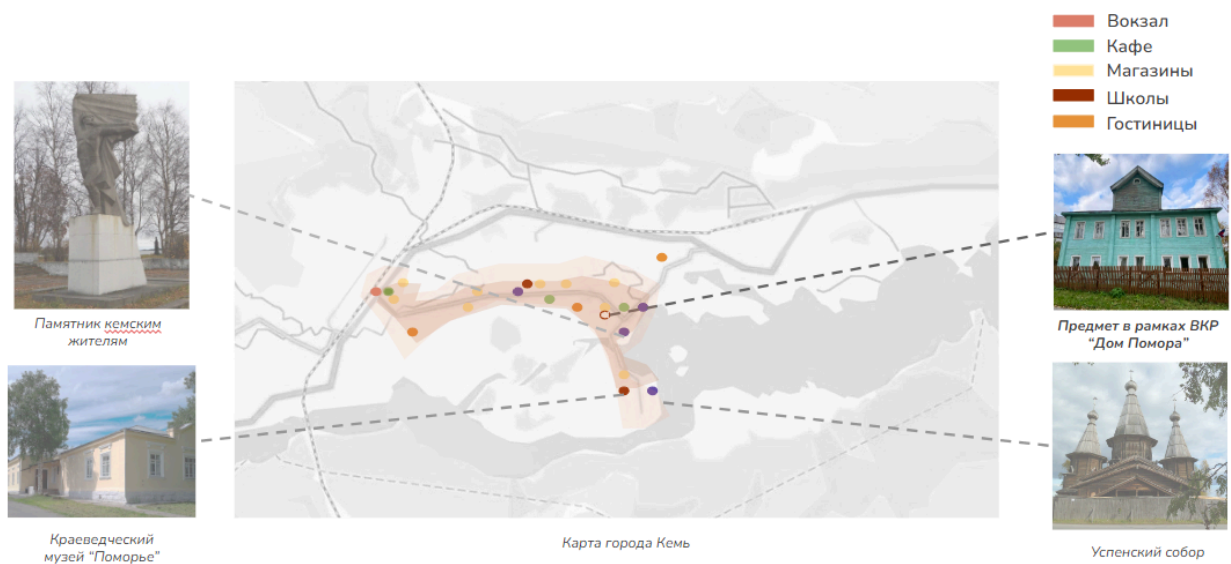 Вокзал
Кафе
Магазины
Школы
Гостиницы
Памятник кемским
жителям
Предмет в рамках ВКР
“Дом Помора”
Краеведческий
музей “Поморье”
Карта города Кемь
Успенский собор